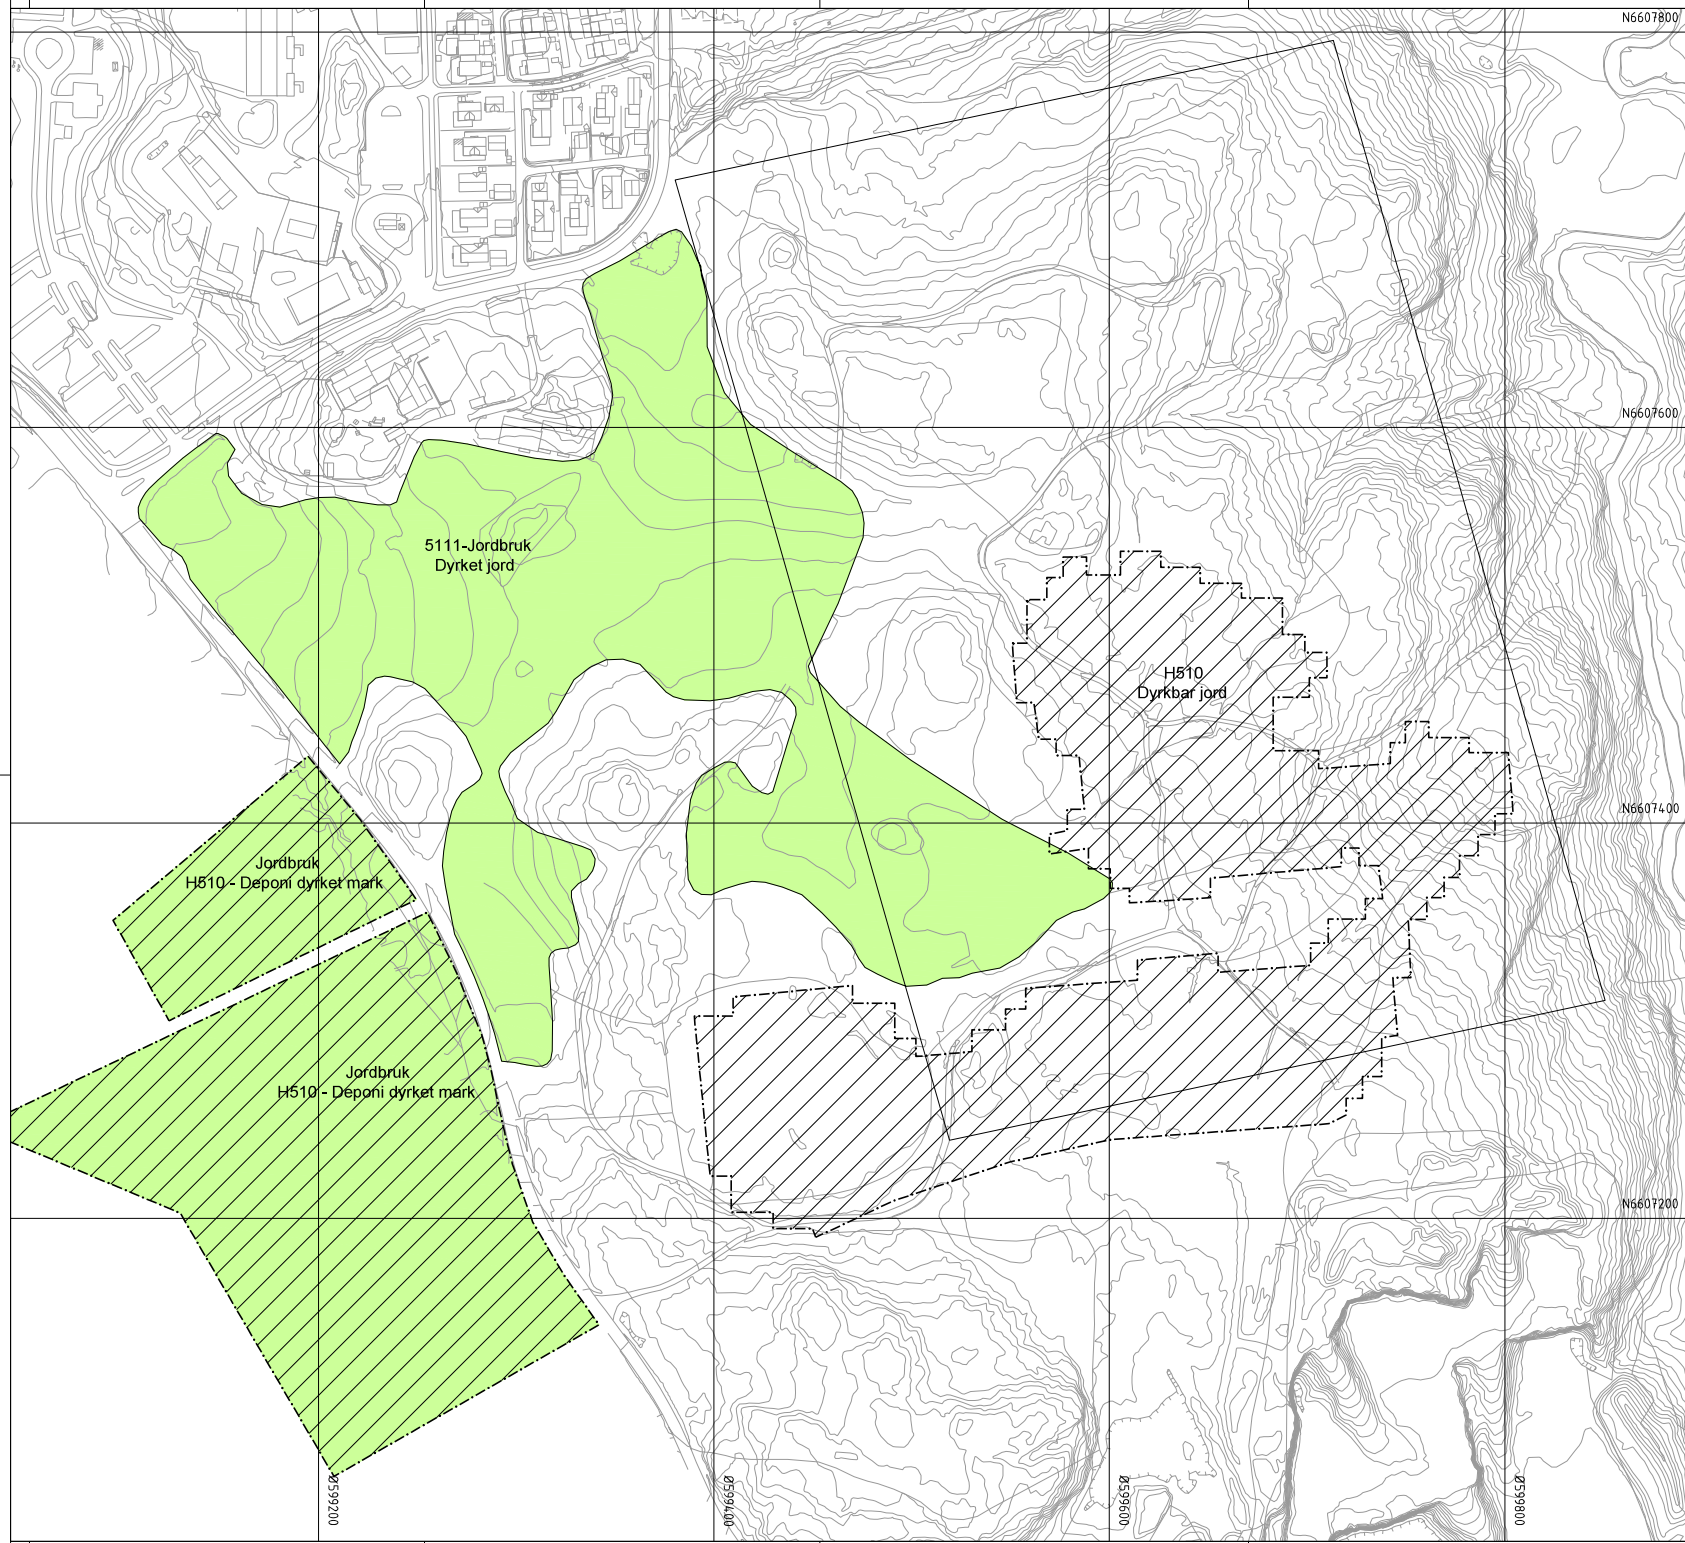 N6607800
N6607600
5111-Jordbruk
Dyrket jord
H510
Dyrkbar jord
N6607400
Jordbruk
H510 - Deponi dyrket mark
Jordbruk
H510 - Deponi dyrket mark
N6607200
Ø599200
Ø599400
Ø599600
Ø599800